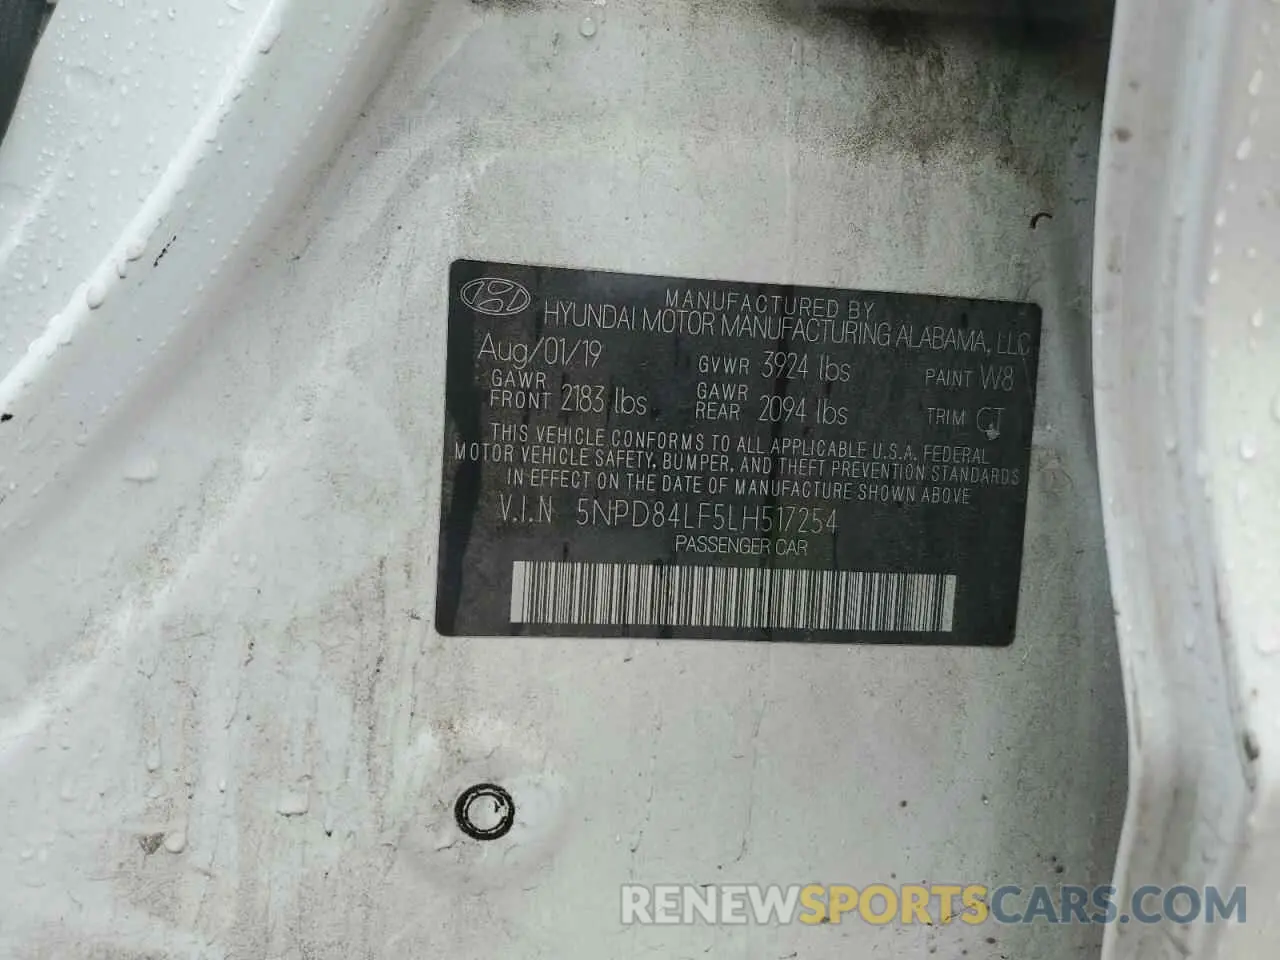 MANUFACTURED BY
HYUNDAI MOTOR MANUFACTURING ALABAMA, LLC
Aug/01/19 GVWR 3924 lbs PAINT W8
GAWR FRONT 2183 lbs GAWR REAR 2094 lbs TRIM CT
THIS VEHICLE CONFORMS TO ALL APPLICABLE U.S.A. FEDERAL
MOTOR VEHICLE SAFETY, BUMPER, AND THEFT PREVENTION STANDARDS
IN EFFECT ON THE DATE OF MANUFACTURE SHOWN ABOVE
V.I.N 5NPD84LF5LH517254
PASSENGER CAR
RENEWSPORTSCARS.COM